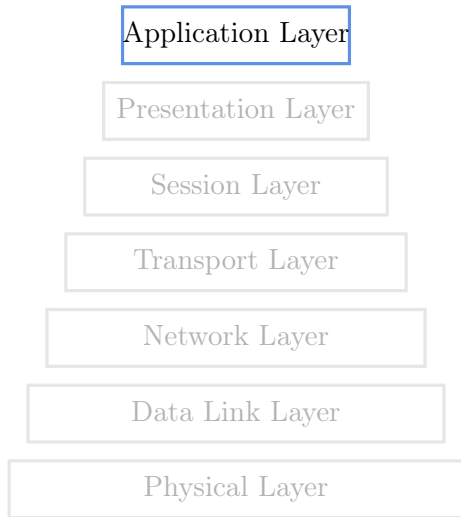 Application Layer
Presentation Layer
Session Layer
Transport Layer
Network Layer
Data Link Layer
Physical Layer